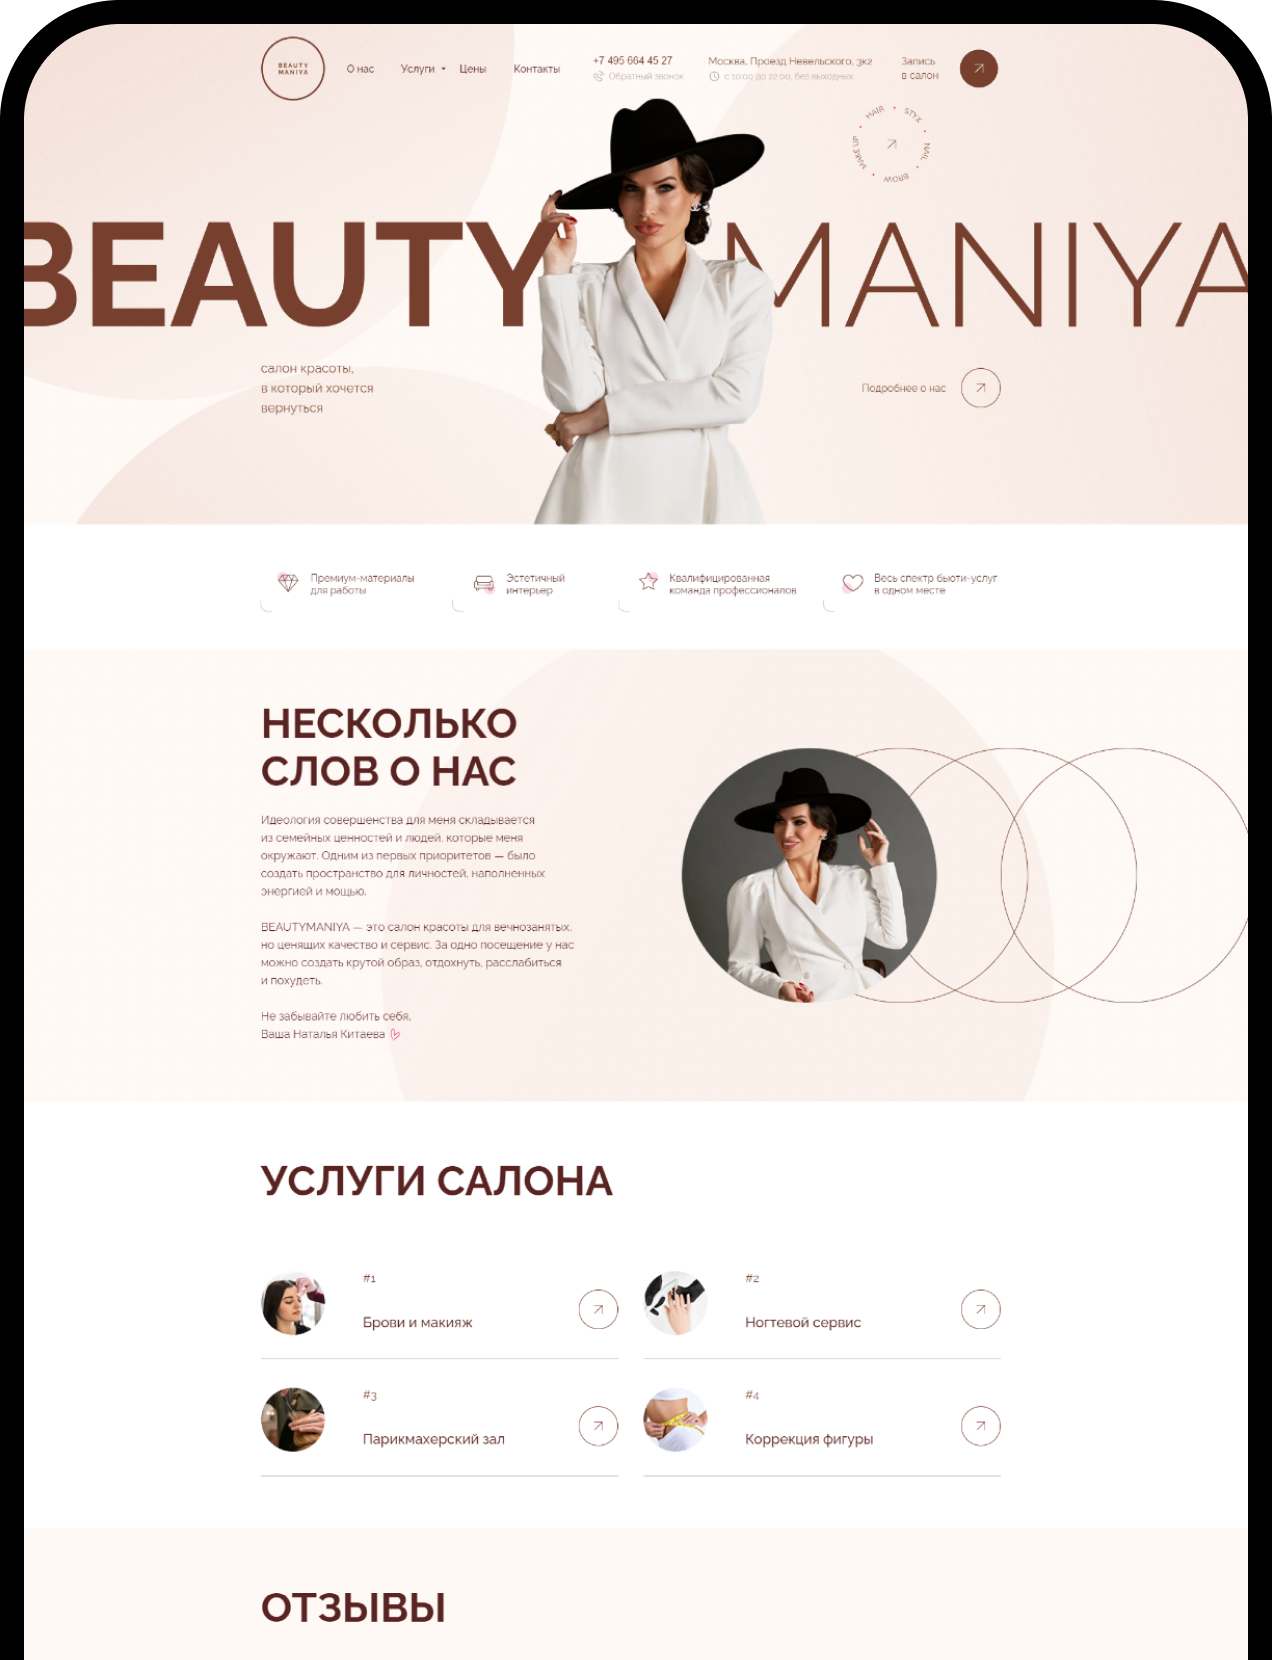 BEAUTY
MANIYA
О нас
Услуги
Цены
Контакты
+7 495 664 45 27
Обратный звонок
Москва, Проезд Невельского, 3к2
с 10:00 до 22:00, без выходных
Запись
в салон
HAIR • STYX • NAIL • BROW • MAKE UP •
BEAUTY MANIYA
салон красоты,
в который хочется
вернуться
Подробнее о нас
Премиум-материалы
для работы
Эстетичный
интерьер
Квалифицированная
команда профессионалов
Весь спектр бьюти-услуг
в одном месте
НЕСКОЛЬКО
СЛОВ О НАС
Идеология совершенства для меня складывается
из семейных ценностей и людей, которые меня
окружают. Одним из первых приоритетов — было
создать пространство для личностей, наполненных
энергией и мощью.
BEAUTYMANIYA — это салон красоты для вечнозанятых,
но ценящих качество и сервис. За одно посещение у нас
можно создать крутой образ, отдохнуть, расслабиться
и похудеть.
Не забывайте любить себя,
Ваша Наталья Китаева
УСЛУГИ САЛОНА
#1
Брови и макияж
#2
Ногтевой сервис
#3
Парикмахерский зал
#4
Коррекция фигуры
ОТЗЫВЫ